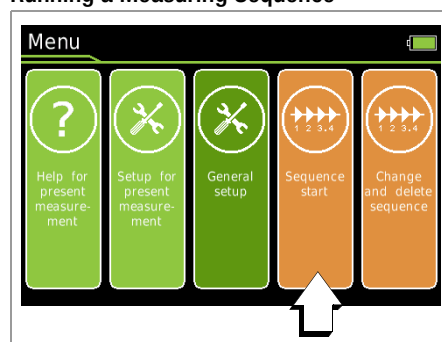 Running a Measuring Sequence
Menu
?
Help for
present
measure-
ment
Setup for
present
measure-
ment
General
setup
1 2 3.4
Sequence
start
1 2 3.4
Change
and delete
sequence